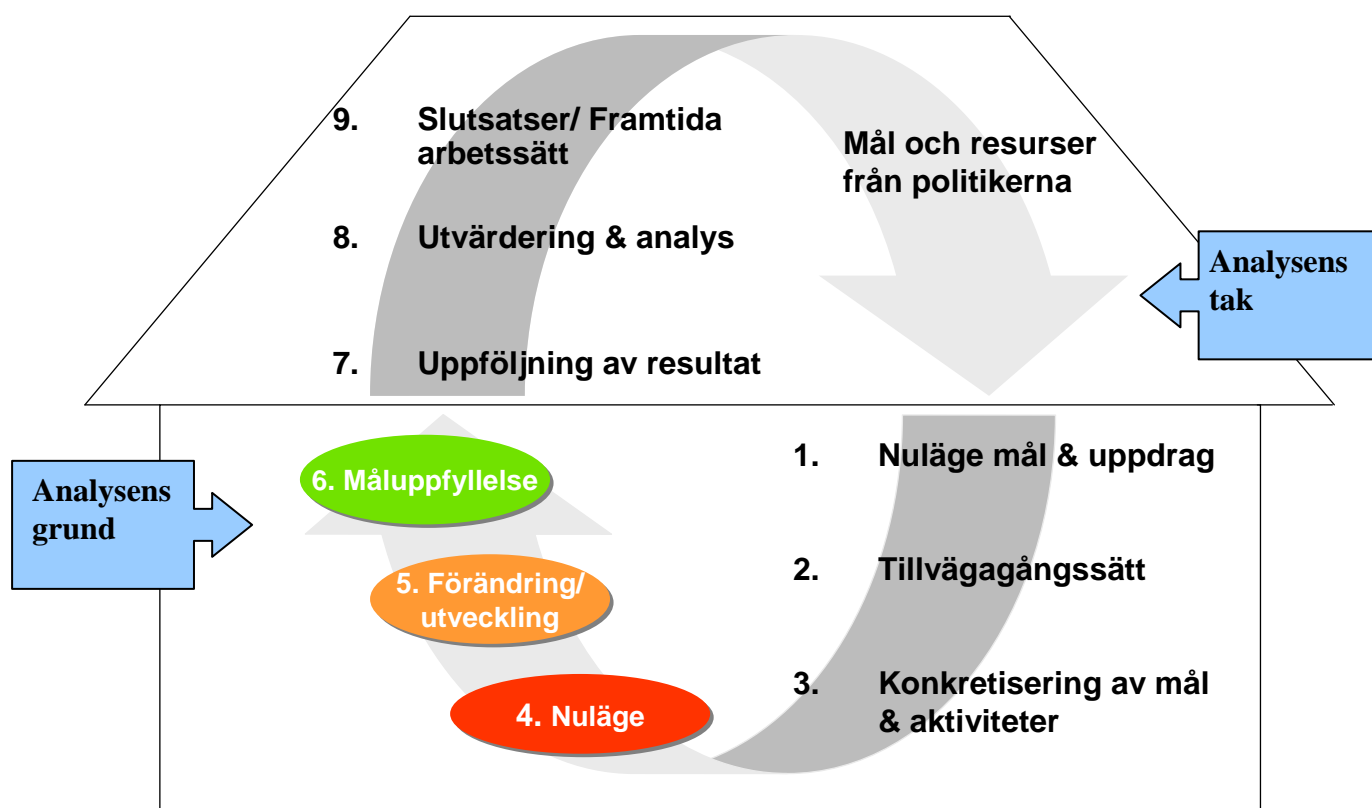 9. Slutsatser/ Framtida
arbetssätt
8. Utvärdering & analys
7. Uppföljning av resultat
Mål och resurser
från politikerna
Analysens
tak
Analysens
grund
6. Måluppfyllelse
5. Förändring/
utveckling
4. Nuläge
1. Nuläge mål & uppdrag
2. Tillvägagångssätt
3. Konkretisering av mål
& aktiviteter